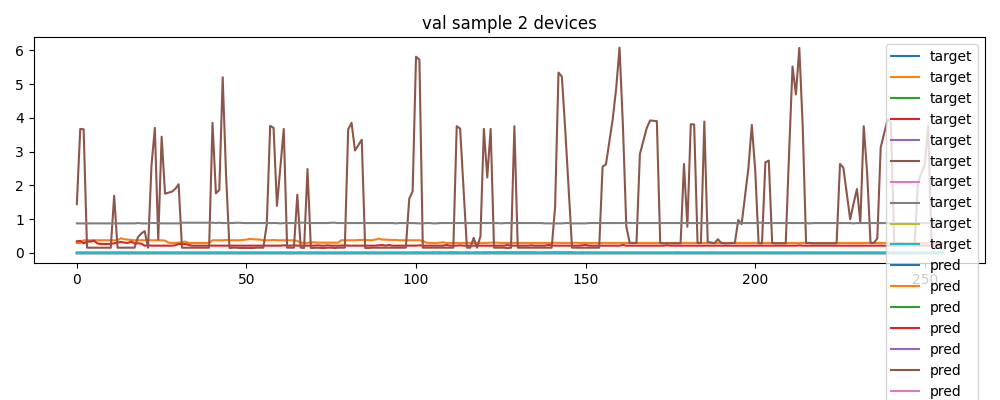 val sample 2 devices
6
5
4
3
2
1
0
0
50
100
150
200
250
target
target
target
target
target
target
target
target
target
target
pred
pred
pred
pred
pred
pred
pred